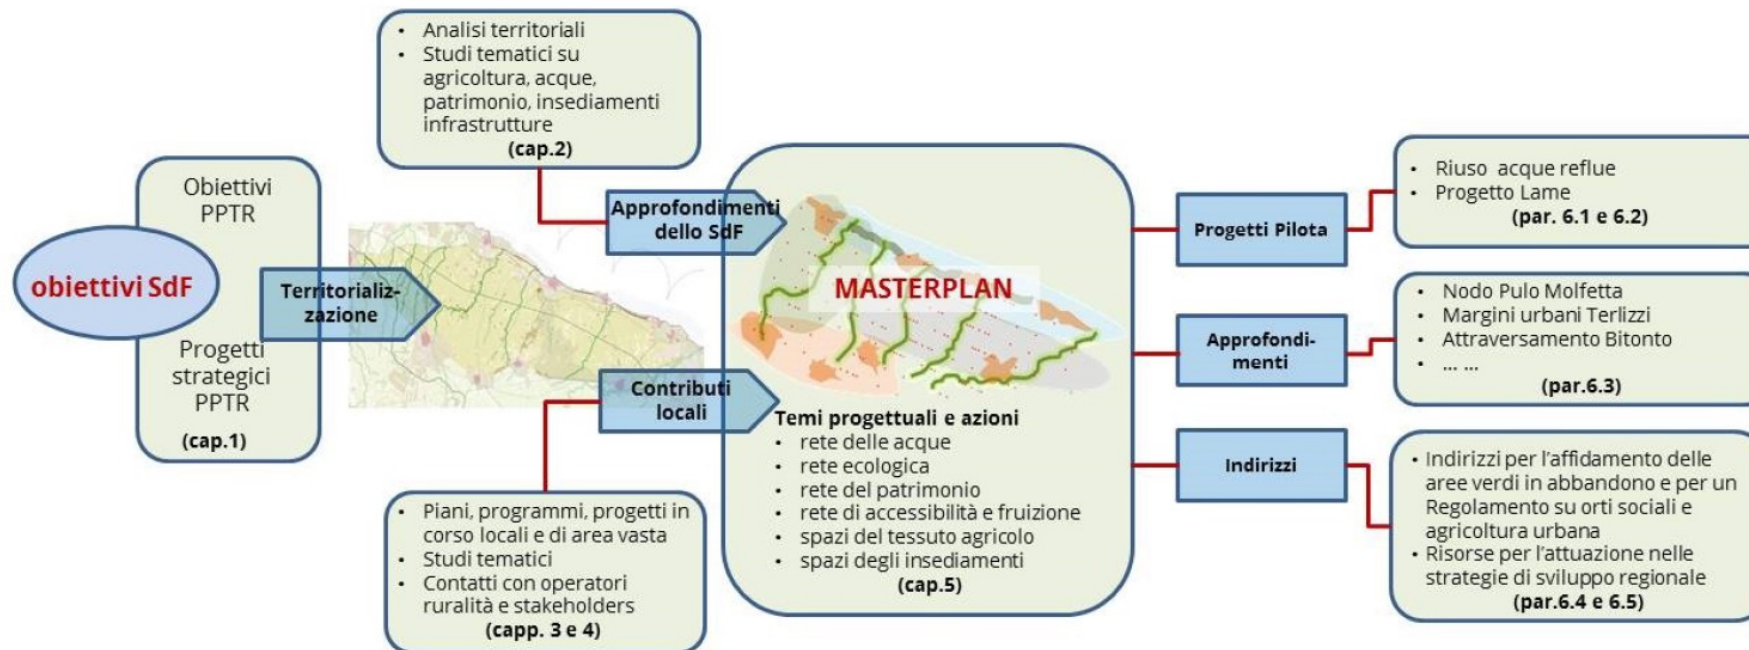 obiettivi SdF
Obiettivi
PPTR
Progetti
strategici
PPTR
(cap.1)
Territorializ-
zazione
• Analisi territoriali
• Studi tematici su
agricoltura, acque,
patrimonio, insediamenti
infrastrutture
(cap.2)
Approfondimenti
dello SdF
Contributi
locali
• Piani, programmi, progetti in
corso locali e di area vasta
• Studi tematici
• Contatti con operatori
ruralità e stakeholders
(capp. 3 e 4)
MASTERPLAN
Temi progettuali e azioni
• rete delle acque
• rete ecologica
• rete del patrimonio
• rete di accessibilità e fruizione
• spazi del tessuto agricolo
• spazi degli insediamenti
(cap.5)
Progetti Pilota
• Riuso acque reflue
• Progetto Lame
(par. 6.1 e 6.2)
Approfondi-
menti
• Nodo Pulo Molfetta
• Margini urbani Terlizzi
• Attraversamento Bitonto
• ... ...
(par.6.3)
Indirizzi
• Indirizzi per l'affidamento delle
aree verdi in abbandono e per un
Regolamento su orti sociali e
agricoltura urbana
• Risorse per l'attuazione nelle
strategie di sviluppo regionale
(par.6.4 e 6.5)